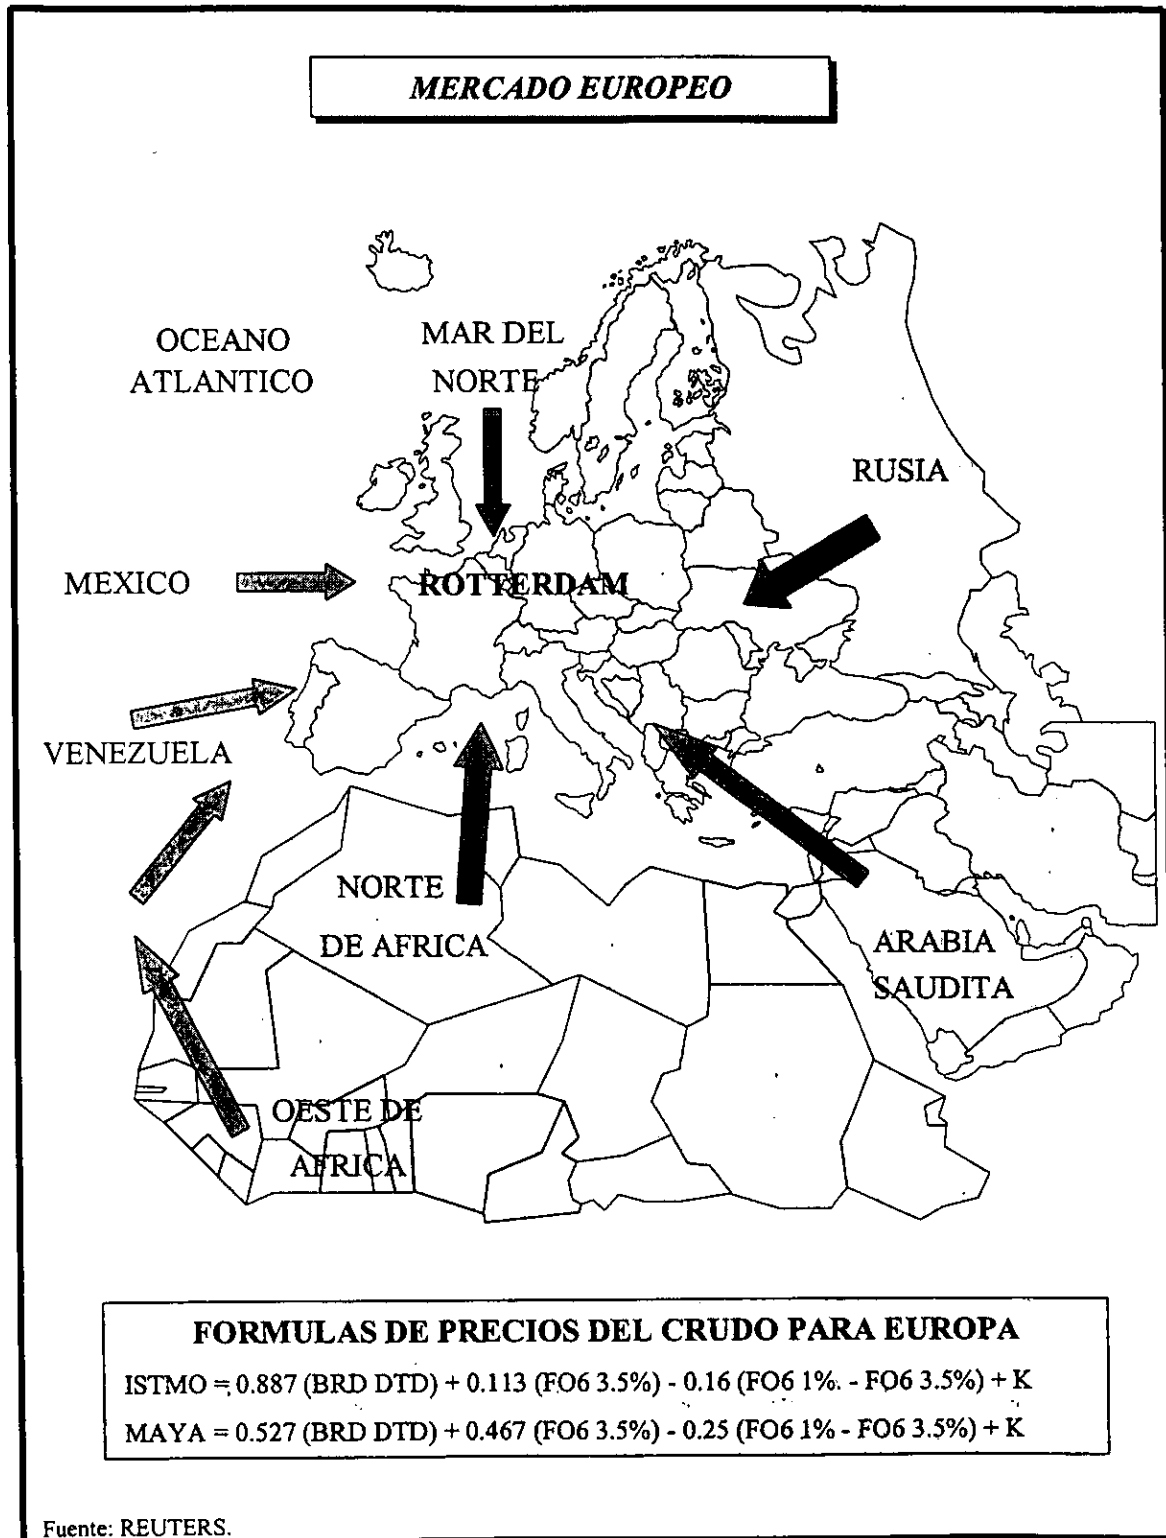 MERCADO EUROPEO
OCEANO
ATLANTICO
MAR DEL
NORTE
RUSIA
MEXICO
ROTTERDAM
VENEZUELA
NORTE
DE AFRICA
ARABIA
SAUDITA
OESTE DE
AFRICA
FORMULAS DE PRECIOS DEL CRUDO PARA EUROPA
ISTMO = 0.887 (BRD DTD) + 0.113 (FO6 3.5%) - 0.16 (FO6 1% - FO6 3.5%) + K
MAYA = 0.527 (BRD DTD) + 0.467 (FO6 3.5%) - 0.25 (FO6 1% - FO6 3.5%) + K
Fuente: REUTERS.